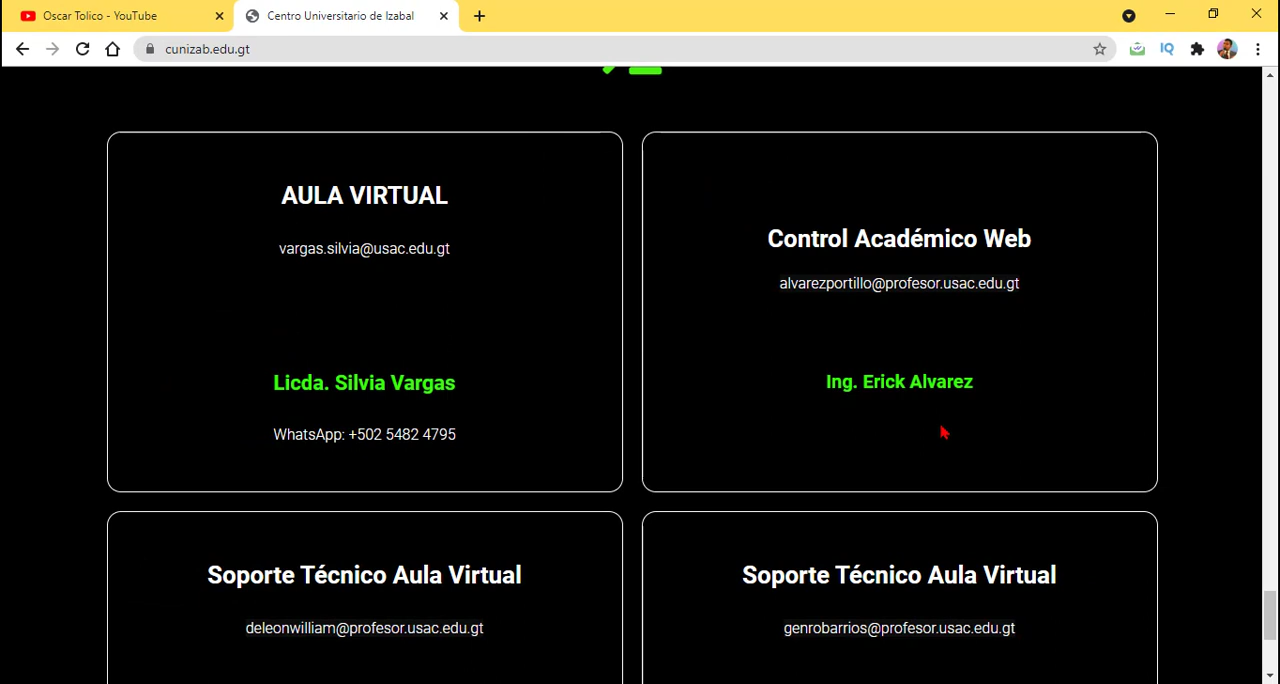 Oscar Tolico - YouTube
Centro Universitario de Izabal
cunizab.edu.gt
IQ
AULA VIRTUAL
vargas.silvia@usac.edu.gt
Licda. Silvia Vargas
WhatsApp: +502 5482 4795
Control Académico Web
alvarezportillo@profesor.usac.edu.gt
Ing. Erick Alvarez
Soporte Técnico Aula Virtual
deleonwilliam@profesor.usac.edu.gt
Soporte Técnico Aula Virtual
genrobarrios@profesor.usac.edu.gt